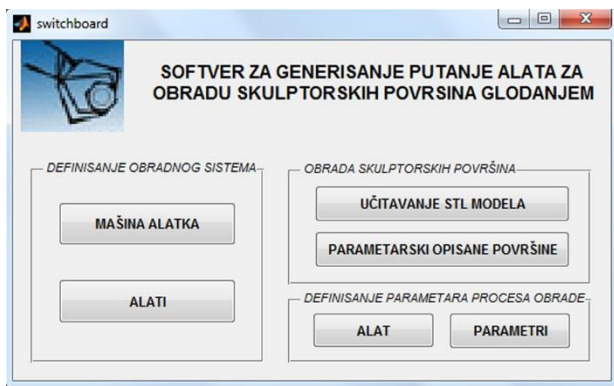 switchboard
SOFTVER ZA GENERISANJE PUTANJE ALATA ZA
OBRADU SKULPTORSKIH POVRSINA GLODANJEM
DEFINISANJE OBRADNOG SISTEMA
MAŠINA ALATKA
ALATI
OBRADA SKULPTORSKIH POVRŠINA
UČITAVANJE STL MODELA
PARAMETARSKI OPISANE POVRŠINE
DEFINISANJE PARAMETARA PROCESA OBRADE
ALAT
PARAMETRI